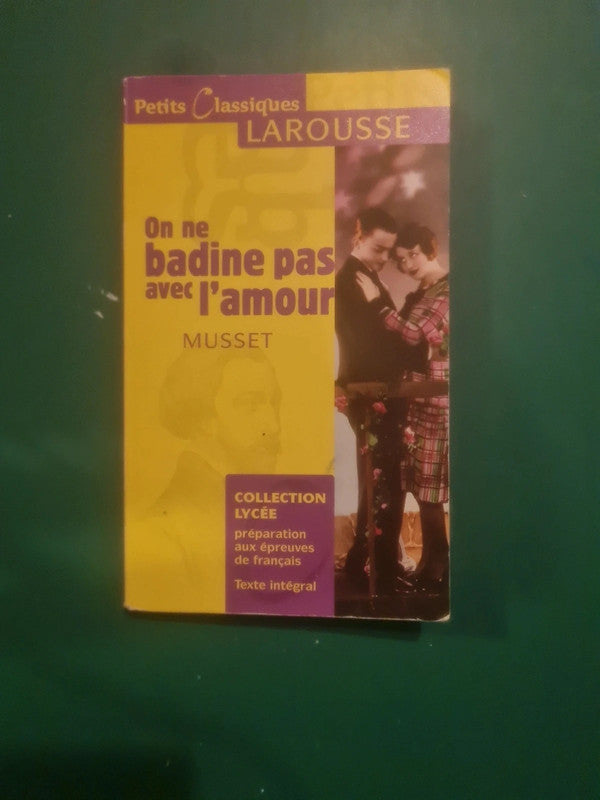 Petits Classiques
LAROUSSE
On ne
badine pas
avec l'amour
MUSSET
COLLECTION
LYCÉE
préparation
aux épreuves
de français
Texte intégral